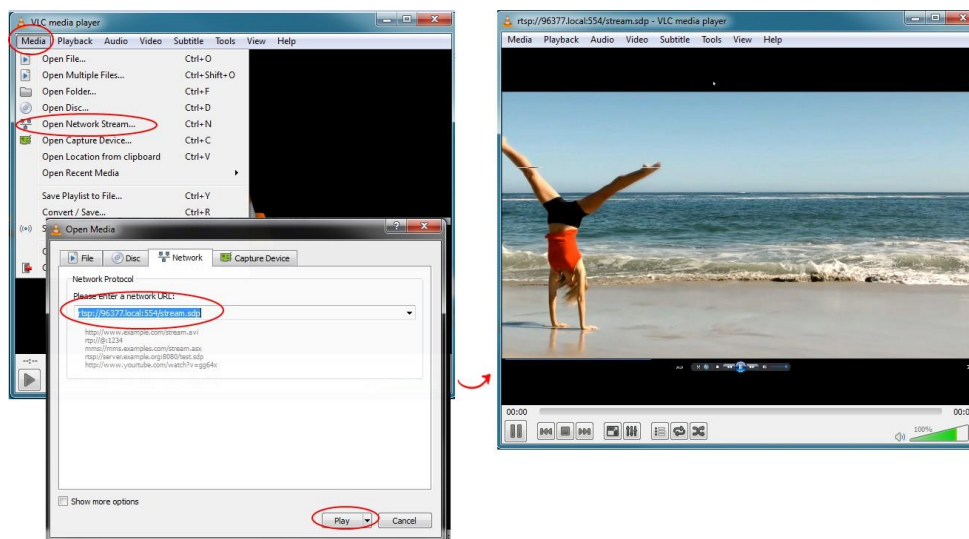 VLC media player
Media Playback Audio Video Subtitle Tools View Help
Open File... Ctrl+O
Open Multiple Files... Ctrl+Shift+O
Open Folder... Ctrl+F
Open Disc... Ctrl+D
Open Network Stream... Ctrl+N
Open Capture Device... Ctrl+C
Open Location from clipboard Ctrl+V
Open Recent Media
Save Playlist to File... Ctrl+Y
Convert / Save... Ctrl+R
S
Open Media
File Disc Network Capture Device
Network Protocol
Please enter a network URL:
rtsp://96377.local:554/stream.sdp
http://www.example.com/stream.avi
rtp://@:1234
mms://mms.examples.com/stream.asx
rtsp://server.example.org:8080/test.sdp
http://www.yourtube.com/watch?v=gg64x
--:--
Show more options
Play Cancel
rtsp://96377.local:554/stream.sdp - VLC media player
Media Playback Audio Video Subtitle Tools View Help
00:00 00:0
100%